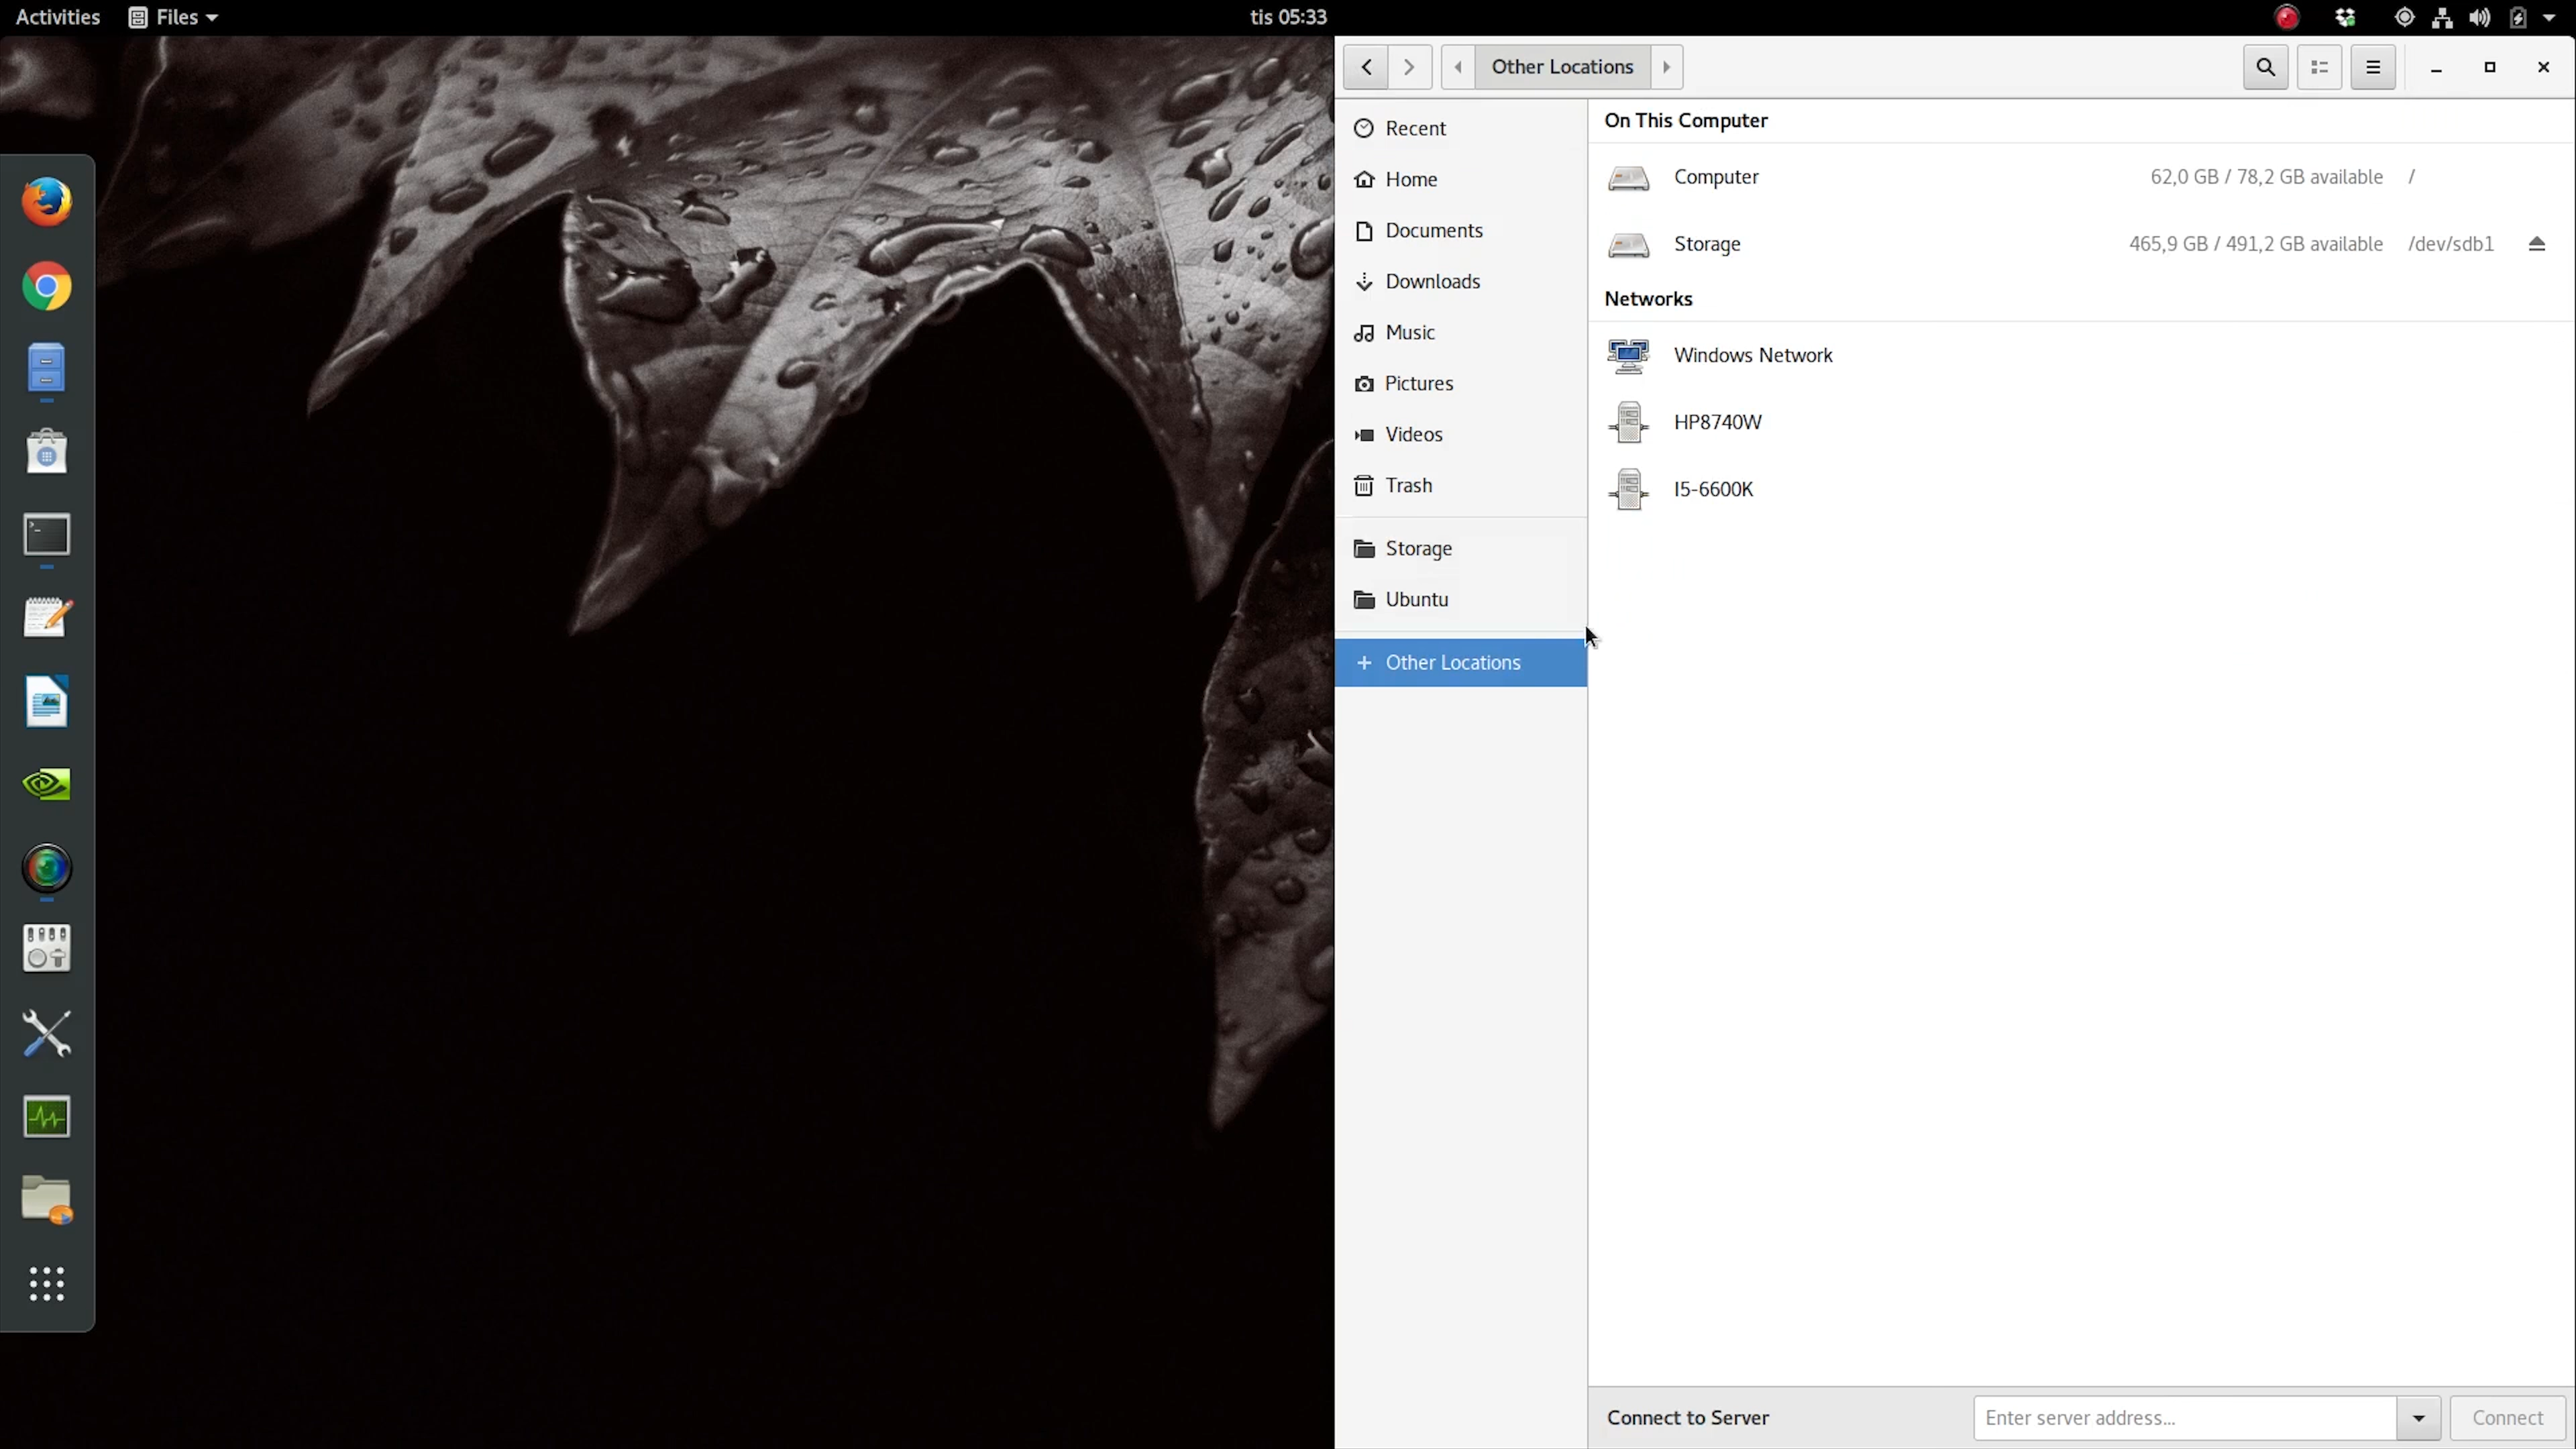 Activities
Files
tis 05:33
Other Locations
Recent
Home
Documents
Downloads
Music
Pictures
Videos
Trash
Storage
Ubuntu
Other Locations
On This Computer
Computer 62,0 GB / 78,2 GB available /
Storage 465,9 GB / 491,2 GB available /dev/sdb1
Networks
Windows Network
HP8740W
I5-6600K
Connect to Server Enter server address... Connect